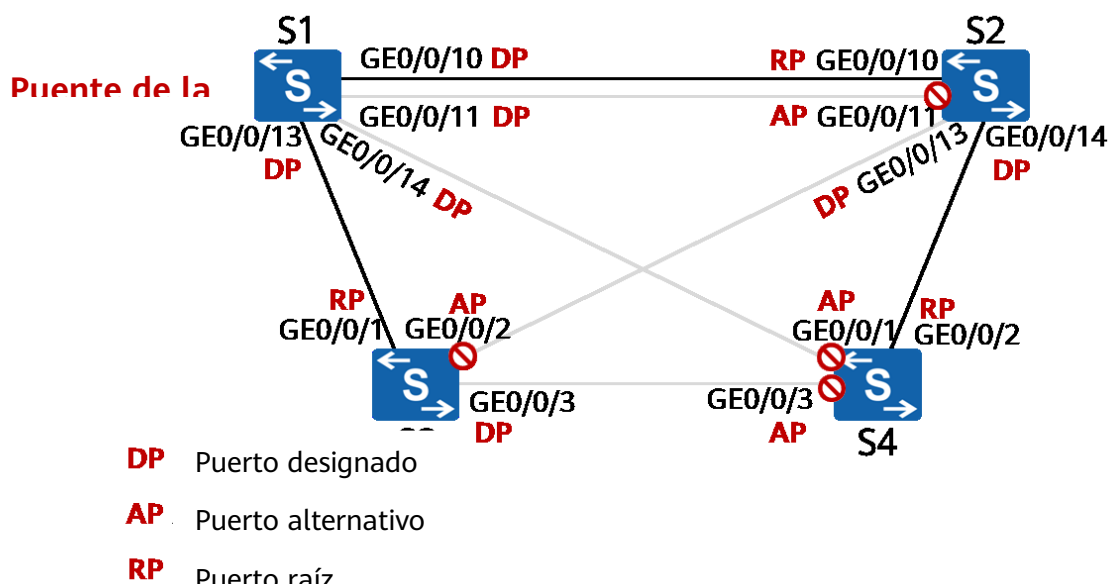 S1
S2
GE0/0/10 DP
RP GE0/0/10
Puente de la
GE0/0/11 DP
AP GE0/0/11
GE0/0/13
DP
GE0/0/14 DP
DP GE0/0/13
GE0/0/14
DP
RP
GE0/0/1
AP
GE0/0/2
AP
GE0/0/1
RP
GE0/0/2
S
S
S
S
GE0/0/3
DP
GE0/0/3
AP
S4
DP Puerto designado
AP Puerto alternativo
RP Puerto raíz